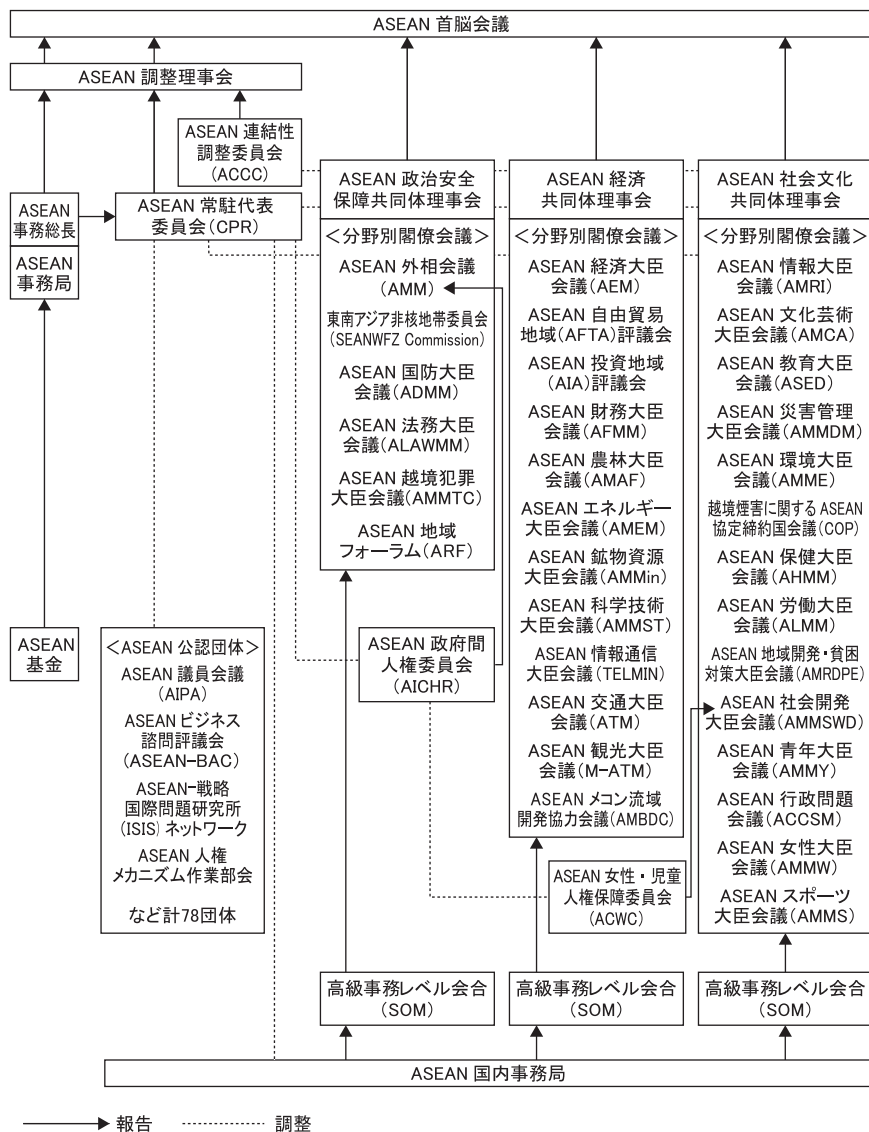 ASEAN 首脳会議
ASEAN 調整理事会
ASEAN 連結性
調整委員会
(ACCC)
ASEAN
事務総長
ASEAN
事務局
ASEAN 常駐代表
委員会(CPR)
ASEAN 政治安全
保障共同体理事会
<分野別閣僚会議>
ASEAN 外相会議
(AMM)
東南アジア非核地帯委員会
(SEANWFZ Commission)
ASEAN 国防大臣
会議(ADMM)
ASEAN 法務大臣
会議(ALAWMM)
ASEAN 越境犯罪
大臣会議(AMMTC)
ASEAN 地域
フォーラム(ARF)
ASEAN 経済
共同体理事会
<分野別閣僚会議>
ASEAN 経済大臣
会議(AEM)
ASEAN 自由貿易
地域(AFTA)評議会
ASEAN 投資地域
(AIA)評議会
ASEAN 財務大臣
会議(AFMM)
ASEAN 農林大臣
会議(AMAF)
ASEAN エネルギー
大臣会議(AMEM)
ASEAN 鉱物資源
大臣会議(AMMin)
ASEAN 科学技術
大臣会議(AMMST)
ASEAN 情報通信
大臣会議(TELMIN)
ASEAN 交通大臣
会議(ATM)
ASEAN 観光大臣
会議(M-ATM)
ASEAN メコン流域
開発協力会議(AMBDC)
ASEAN 社会文化
共同体理事会
<分野別閣僚会議>
ASEAN 情報大臣
会議(AMRI)
ASEAN 文化芸術
大臣会議(AMCA)
ASEAN 教育大臣
会議(ASED)
ASEAN 災害管理
大臣会議(AMMDM)
ASEAN 環境大臣
会議(AMME)
越境煙害に関する ASEAN
協定締約国会議(COP)
ASEAN 保健大臣
会議(AHMM)
ASEAN 労働大臣
会議(ALMM)
ASEAN 地域開発・貧困
対策大臣会議(AMRDPE)
ASEAN 社会開発
大臣会議(AMMSWD)
ASEAN 青年大臣
会議(AMMY)
ASEAN 行政問題
会議(ACCSM)
ASEAN 女性大臣
会議(AMMW)
ASEAN スポーツ
大臣会議(AMMS)
ASEAN
基金
<ASEAN 公認団体>
ASEAN 議員会議
(AIPA)
ASEAN ビジネス
諮問評議会
(ASEAN-BAC)
ASEAN-戦略
国際問題研究所
(ISIS)ネットワーク
ASEAN 人権
メカニズム作業部会
など計78団体
ASEAN 政府間
人権委員会
(AICHR)
ASEAN 女性・児童
人権保障委員会
(ACWC)
高級事務レベル会合
(SOM)
高級事務レベル会合
(SOM)
高級事務レベル会合
(SOM)
ASEAN 国内事務局
報告 調整